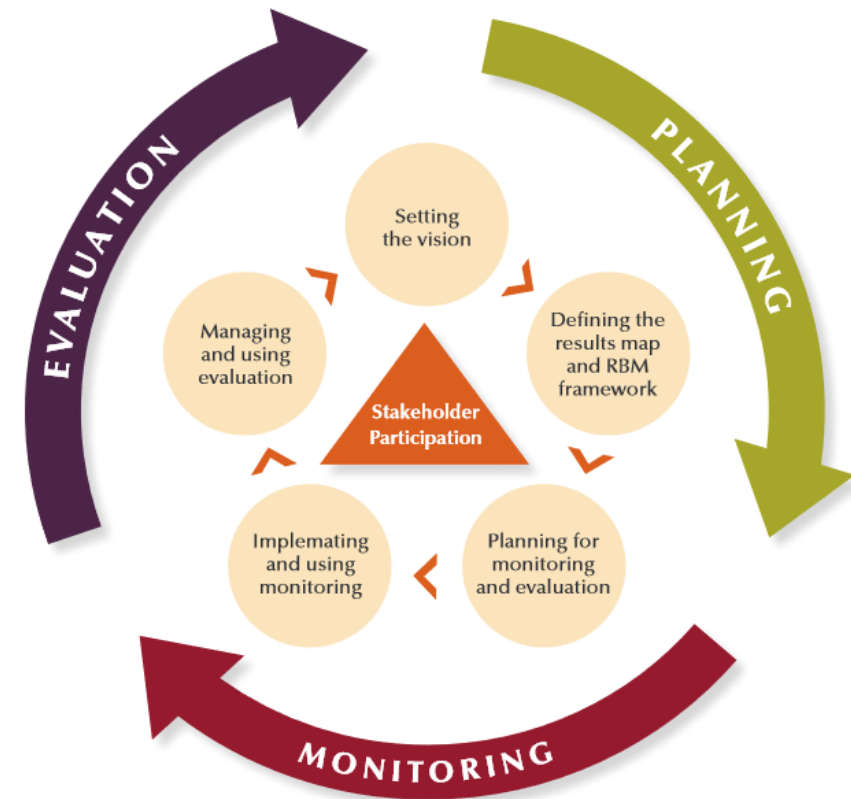 EVALUATION
PLANNING
MONITORING
Setting
the vision
Defining the
results map
and RBM
framework
Planning for
monitoring
and evaluation
Implemating
and using
monitoring
Managing
and using
evaluation
Stakeholder
Participation